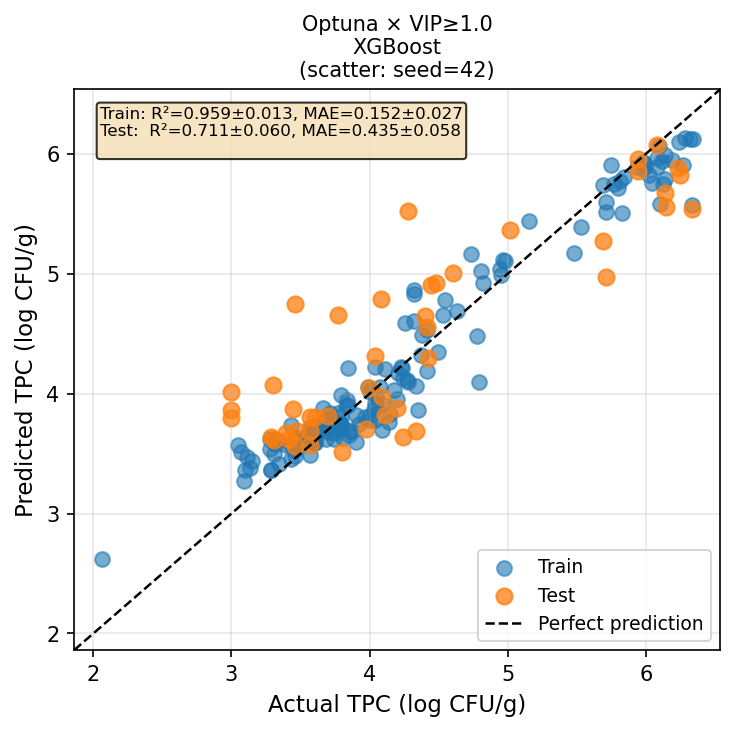 Optuna × VIP≥1.0
XGBoost
(scatter: seed=42)
Train: R²=0.959±0.013, MAE=0.152±0.027
Test: R²=0.711±0.060, MAE=0.435±0.058
6
5
4
3
2
Predicted TPC (log CFU/g)
Train
Test
Perfect prediction
2 3 4 5 6
Actual TPC (log CFU/g)